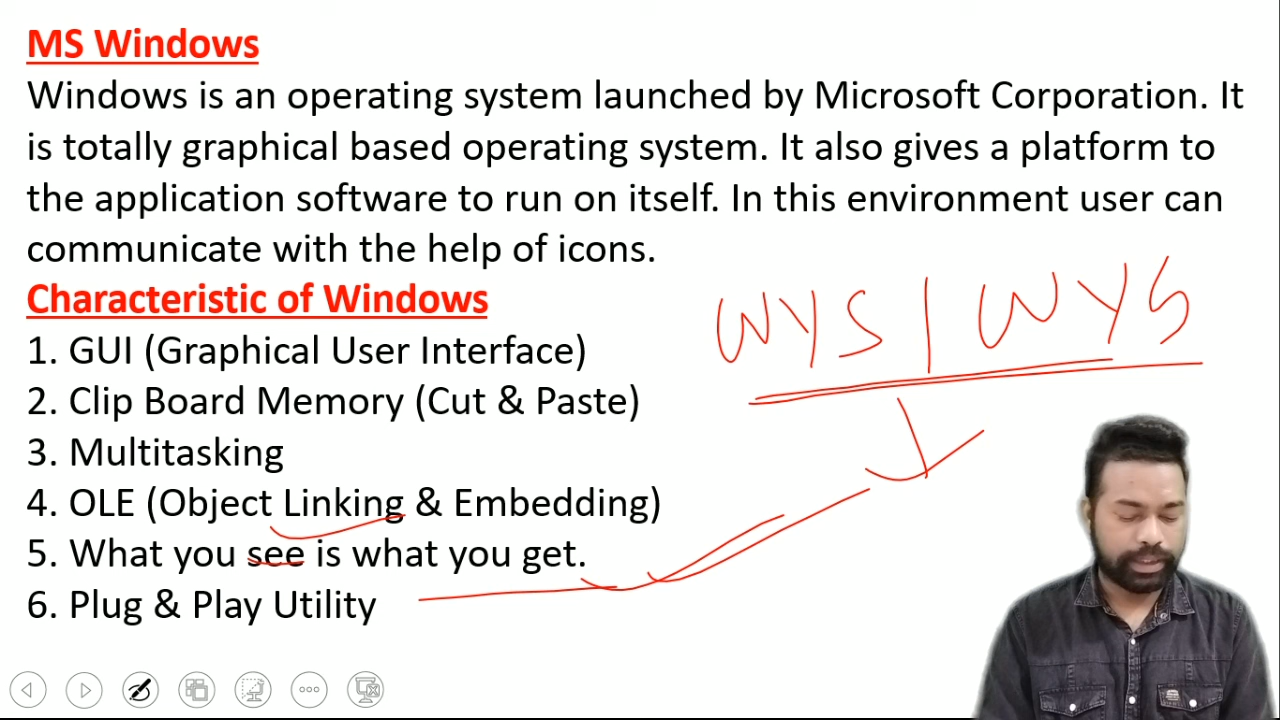 MS Windows
Windows is an operating system launched by Microsoft Corporation. It
is totally graphical based operating system. It also gives a platform to
the application software to run on itself. In this environment user can
communicate with the help of icons.
Characteristic of Windows
WYS|WYS
1. GUI (Graphical User Interface)
2. Clip Board Memory (Cut & Paste)
3. Multitasking
4. OLE (Object Linking & Embedding)
5. What you see is what you get.
6. Plug & Play Utility